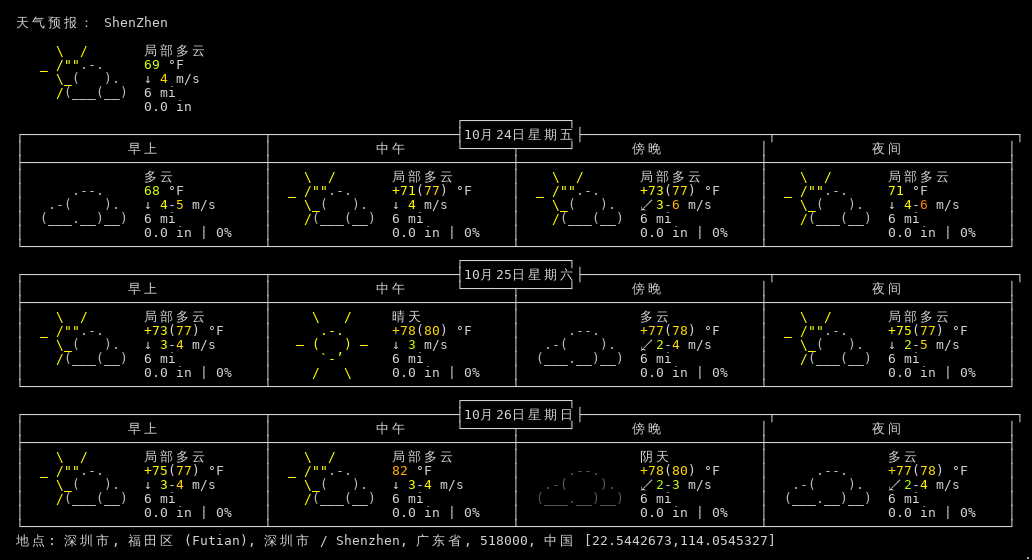 天气预报： ShenZhen
局部多云
69 °F
↓ 4 m/s
6 mi
0.0 in
10月24日星期五
早上 中午 傍晚 夜间
多云 局部多云 局部多云 局部多云
68 °F +71(77) °F +73(77) °F 71 °F
↓ 4-5 m/s ↓ 4 m/s ↙ 3-6 m/s ↓ 4-6 m/s
6 mi 6 mi 6 mi 6 mi
0.0 in | 0% 0.0 in | 0% 0.0 in | 0% 0.0 in | 0%
10月25日星期六
早上 中午 傍晚 夜间
局部多云 晴天 多云 局部多云
+73(77) °F +78(80) °F +77(78) °F +75(77) °F
↓ 3-4 m/s ↓ 3 m/s ↙ 2-4 m/s ↓ 2-5 m/s
6 mi 6 mi 6 mi 6 mi
0.0 in | 0% 0.0 in | 0% 0.0 in | 0% 0.0 in | 0%
10月26日星期日
早上 中午 傍晚 夜间
局部多云 局部多云 阴天 多云
+75(77) °F 82 °F +78(80) °F +77(78) °F
↓ 3-4 m/s ↓ 3-4 m/s ↙ 2-3 m/s ↙ 2-4 m/s
6 mi 6 mi 6 mi 6 mi
0.0 in | 0% 0.0 in | 0% 0.0 in | 0% 0.0 in | 0%
地点: 深圳市, 福田区 (Futian), 深圳市 / Shenzhen, 广东省, 518000, 中国 [22.5442673,114.0545327]